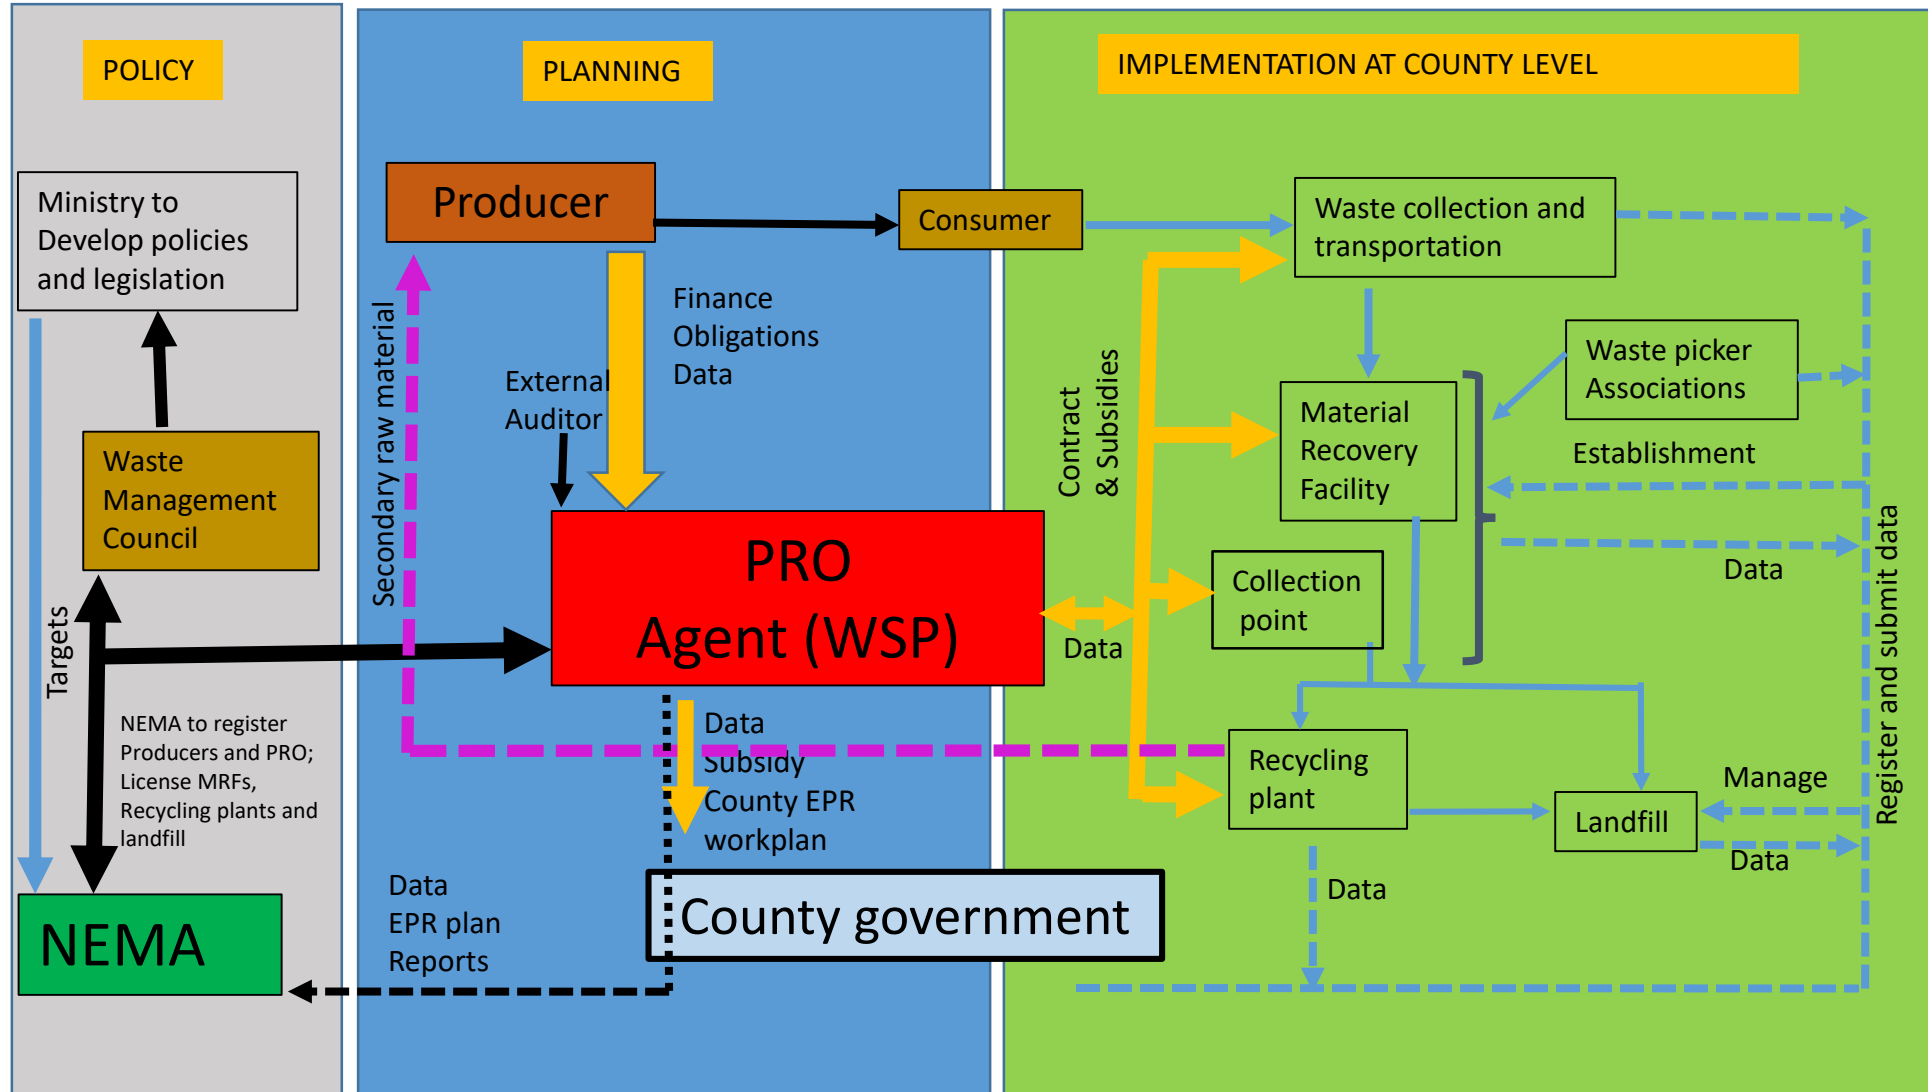 POLICY
PLANNING
IMPLEMENTATION AT COUNTY LEVEL
Ministry to
Develop policies
and legislation
Waste
Management
Council
Targets
NEMA to register
Producers and PRO;
License MRFs,
Recycling plants and
landfill
NEMA
Producer
Consumer
Finance
Obligations
Data
External
Auditor
Secondary raw material
PRO
Agent (WSP)
Data
Subsidy
County EPR
workplan
Data
EPR plan
Reports
County government
Waste collection and
transportation
Waste picker
Associations
Contract
& Subsidies
Material
Recovery
Facility
Establishment
Data
Collection
point
Data
Recycling
plant
Manage
Landfill
Data
Data
Register and submit data